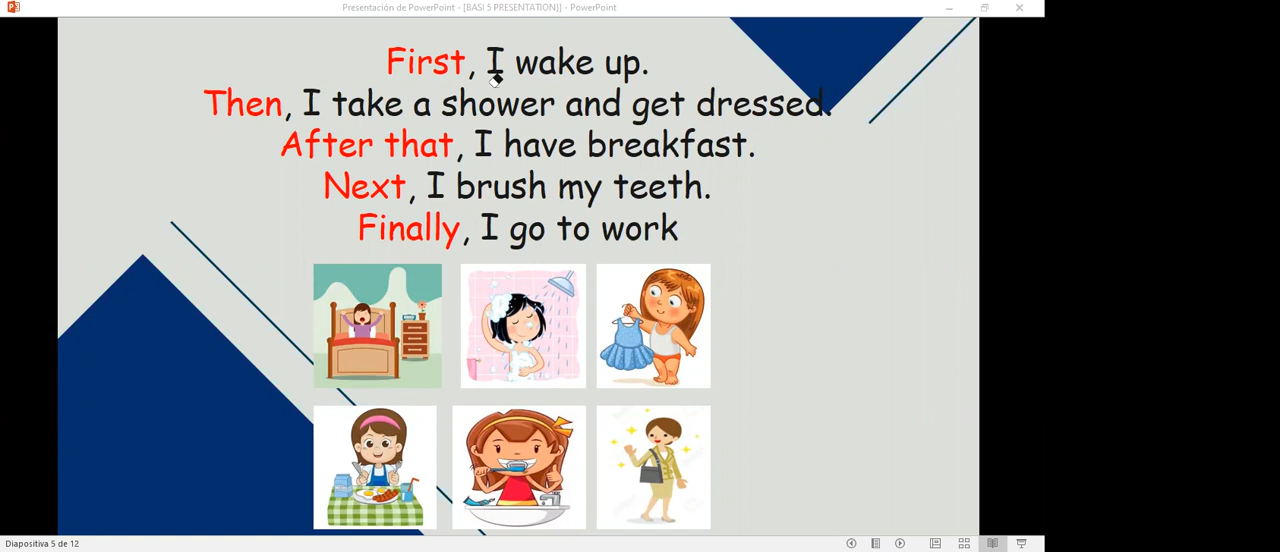 Presentación de PowerPoint - [BASI 5 PRESENTATION)] - PowerPoint
First, I wake up.
Then, I take a shower and get dressed.
After that, I have breakfast.
Next, I brush my teeth.
Finally, I go to work
Diapositiva 5 de 12